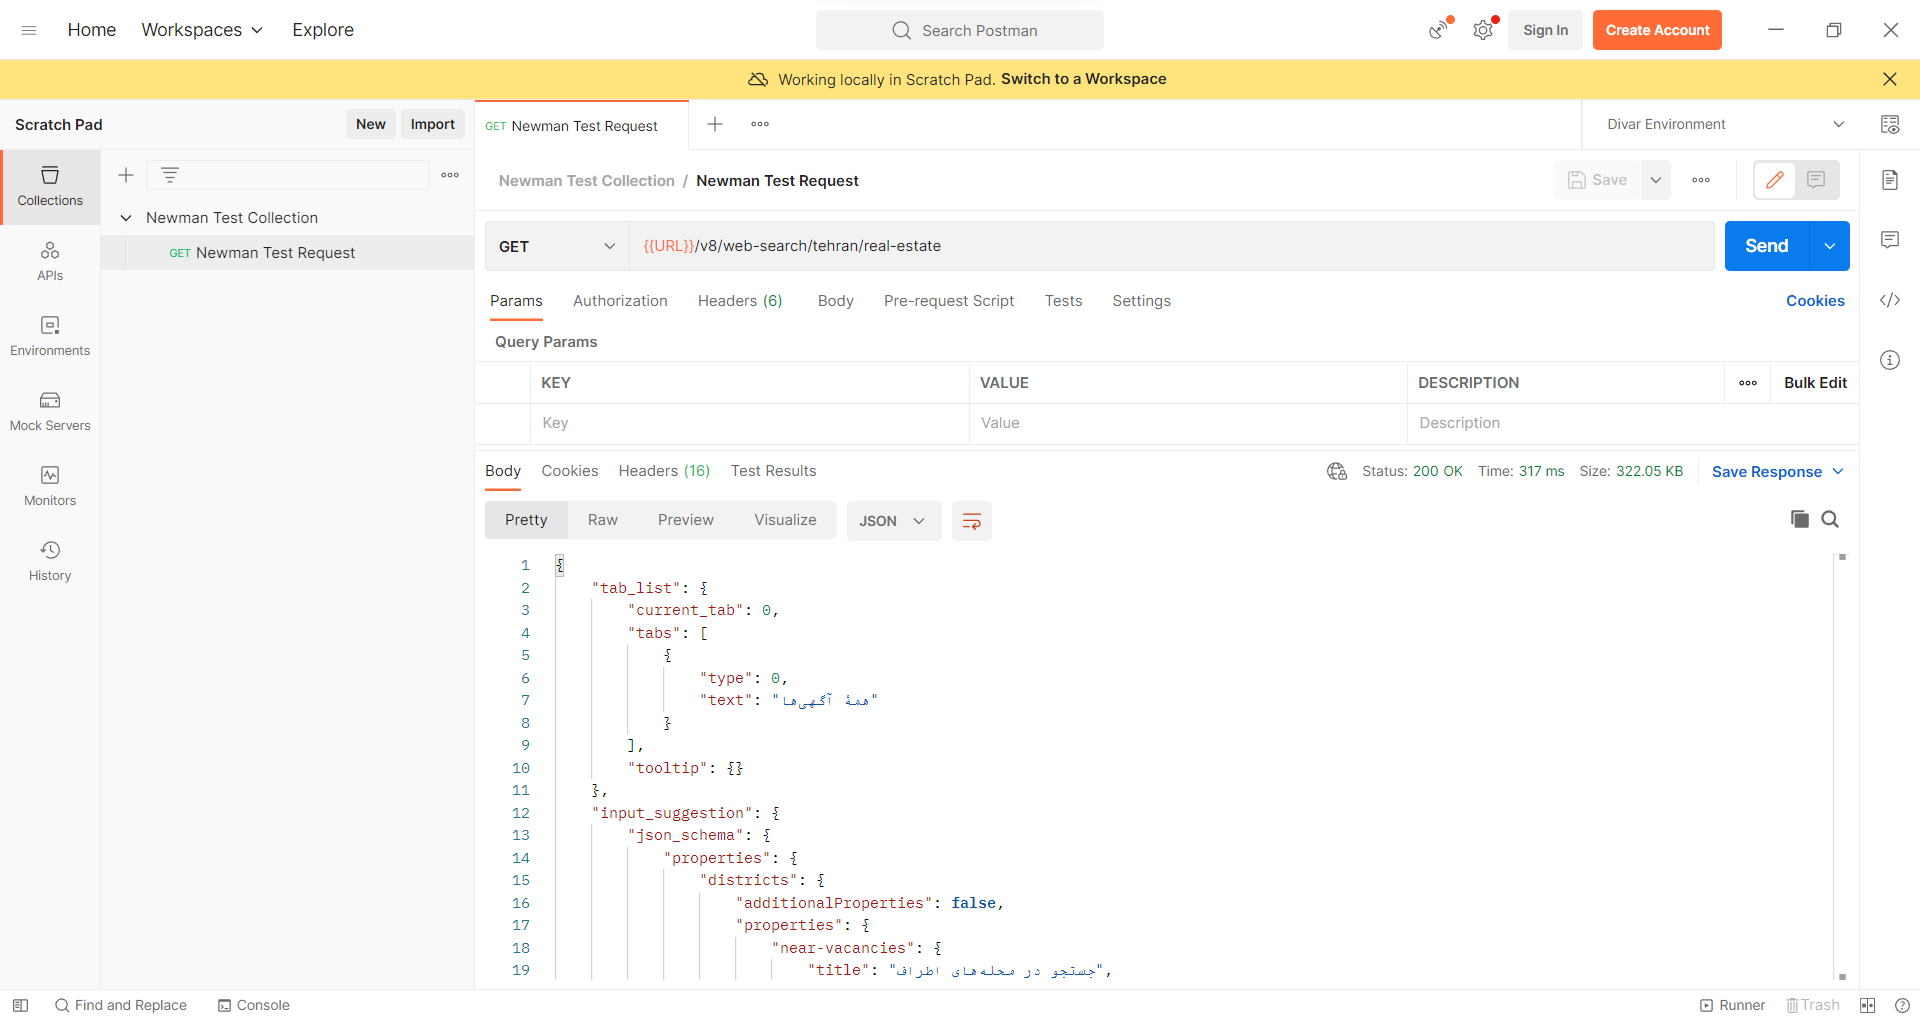 Home Workspaces Explore Search Postman Sign In Create Account
Working locally in Scratch Pad. Switch to a Workspace
Scratch Pad New Import GET Newman Test Request Divar Environment
Newman Test Collection / Newman Test Request Save
Collections
Newman Test Collection
GET Newman Test Request
GET {{URL}}/v8/web-search/tehran/real-estate Send
APIs
Environments
Mock Servers
Monitors
History
Params Authorization Headers (6) Body Pre-request Script Tests Settings Cookies
Query Params
KEY VALUE DESCRIPTION Bulk Edit
Key Value Description
Body Cookies Headers (16) Test Results Status: 200 OK Time: 317 ms Size: 322.05 KB Save Response
Pretty Raw Preview Visualize JSON
1 {
2 "tab_list": {
3 "current_tab": 0,
4 "tabs": [
5 {
6 "type": 0,
7 "text": "همهٔ آگهی‌ها"
8 }
9 ],
10 "tooltip": {}
11 },
12 "input_suggestion": {
13 "json_schema": {
14 "properties": {
15 "districts": {
16 "additionalProperties": false,
17 "properties": {
18 "near-vacancies": {
19 "title": "جستجو در محله‌های اطراف",
Find and Replace Console Runner Trash